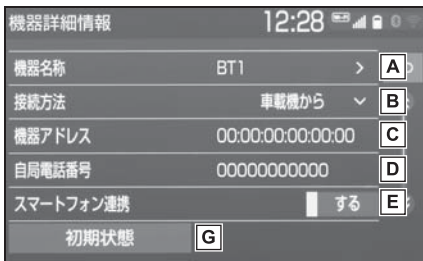 機器詳細情報 12:28
機器名称 BT1 > A
接続方法 車載機から B
機器アドレス 00:00:00:00:00:00 C
自局電話番号 00000000000 D
スマートフォン連携 する E
初期状態 G